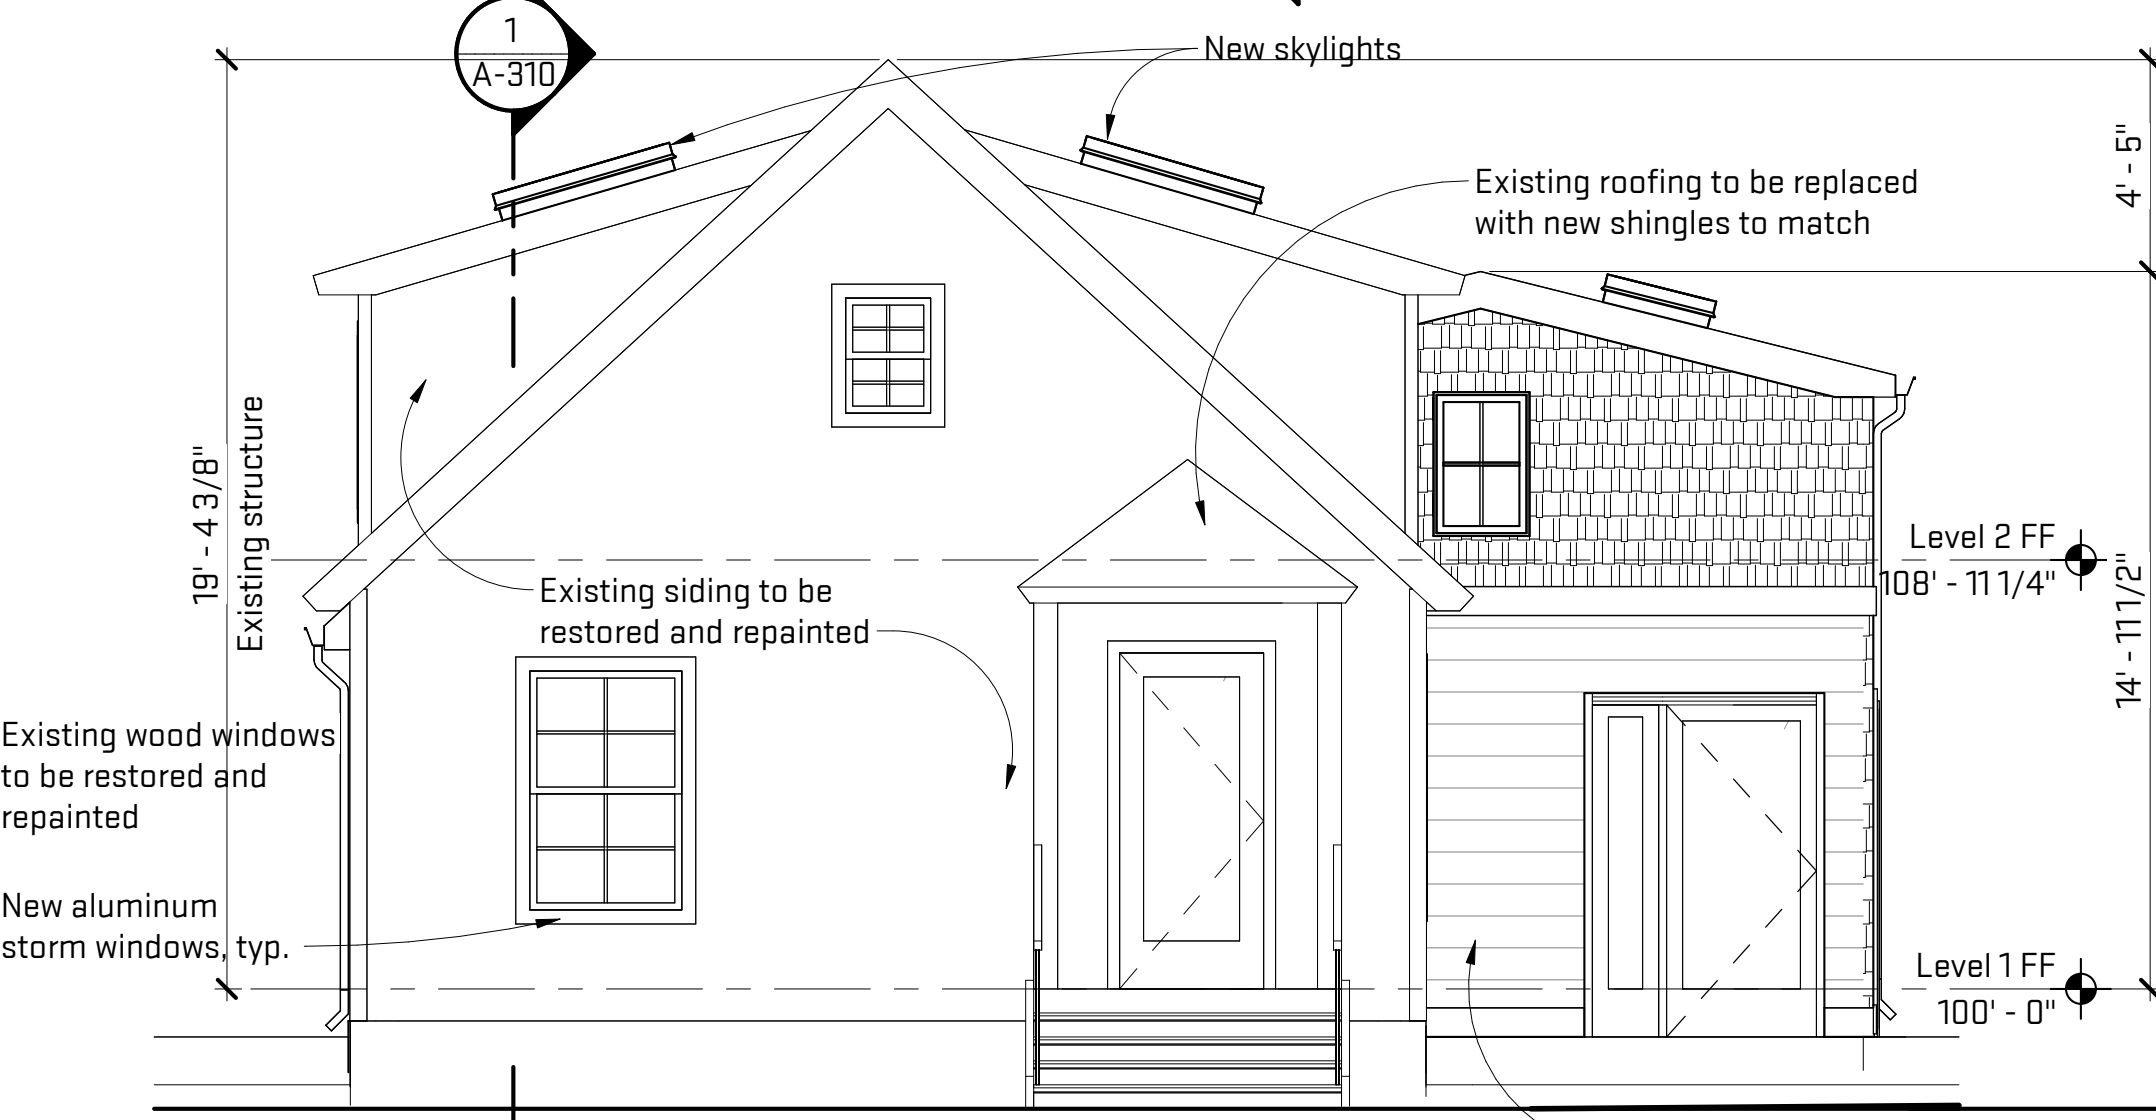 1
A-310
New skylights
4' - 5"
Existing roofing to be replaced
with new shingles to match
19' - 4 3/8"
Existing structure
Level 2 FF
108' - 11 1/4"
14' - 11 1/2"
Existing siding to be
restored and repainted
Existing wood windows
to be restored and
repainted
New aluminum
storm windows, typ.
Level 1 FF
100' - 0"